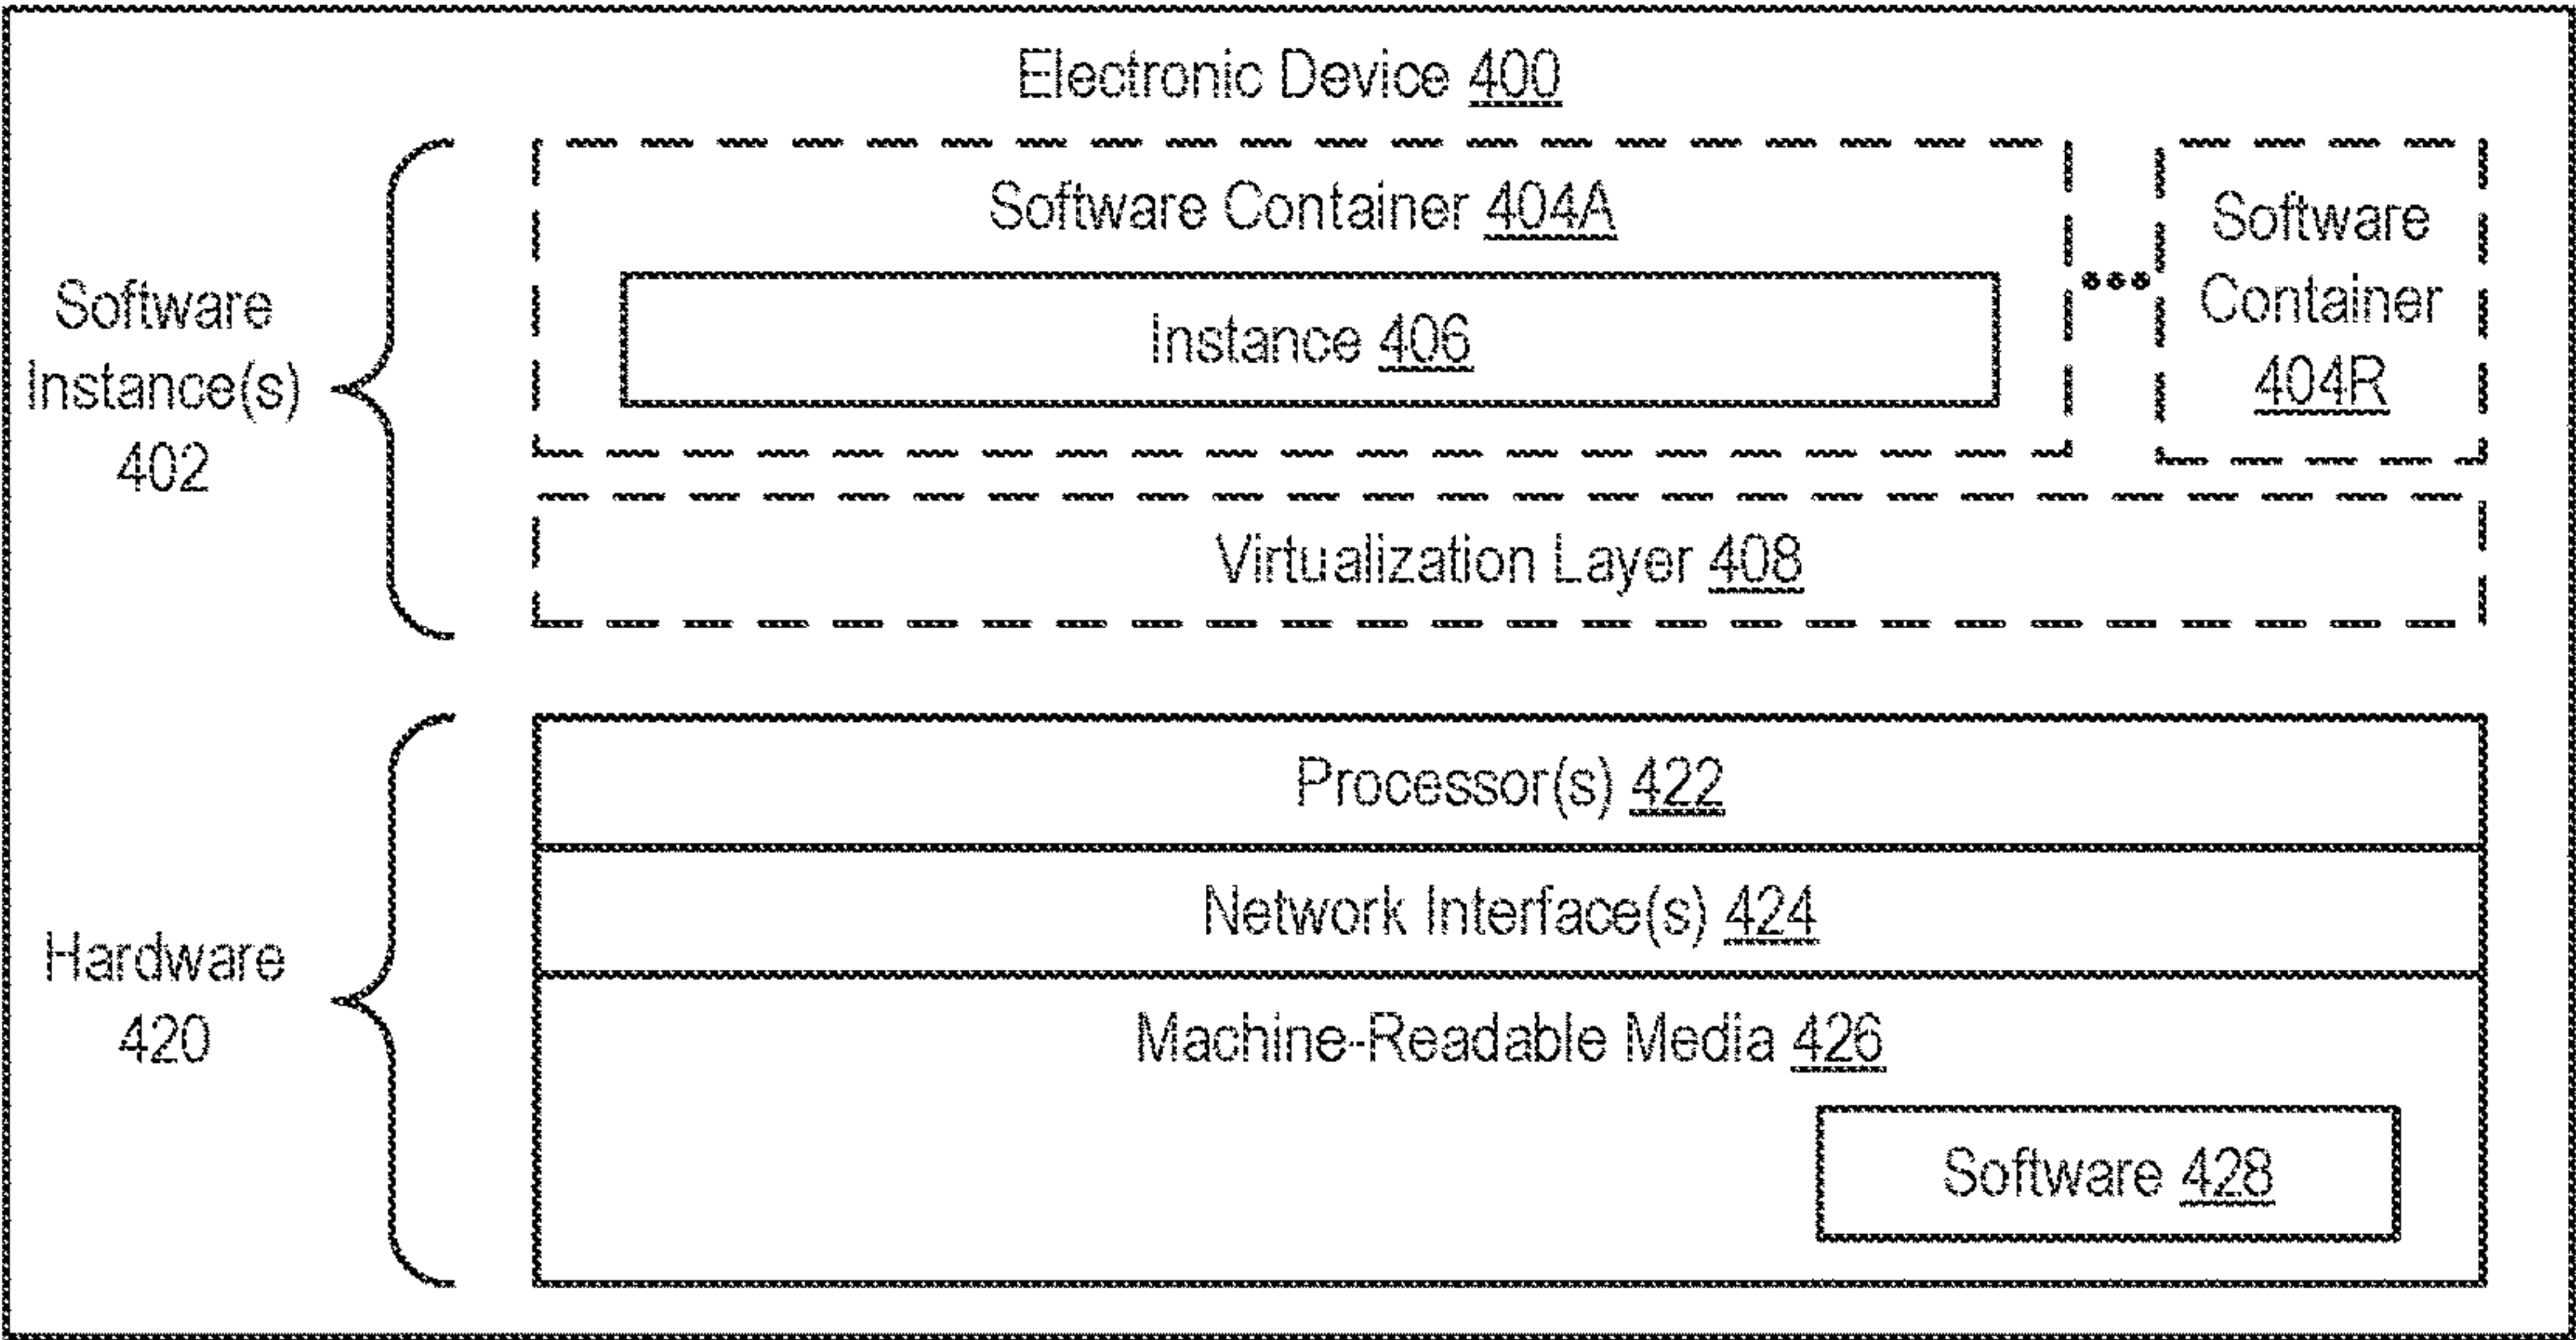 Electronic Device 400
Software Container 404A
Instance 406
Software
Container
404R
Software
Instance(s)
402
Virtualization Layer 408
Processor(s) 422
Network Interface(s) 424
Hardware
420
Machine-Readable Media 426
Software 428